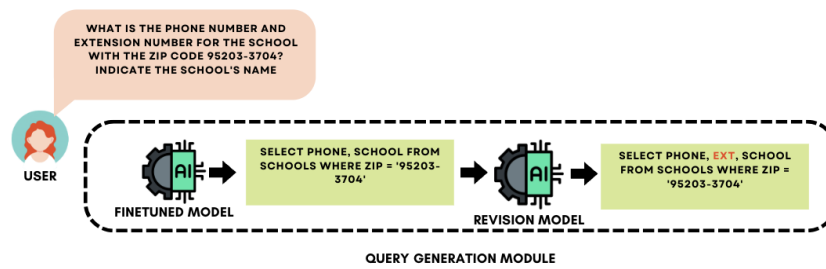 WHAT IS THE PHONE NUMBER AND
EXTENSION NUMBER FOR THE SCHOOL
WITH THE ZIP CODE 95203-3704?
INDICATE THE SCHOOL'S NAME
USER
AI
FINETUNED MODEL
SELECT PHONE, SCHOOL FROM
SCHOOLS WHERE ZIP = '95203-
3704'
AI
REVISION MODEL
SELECT PHONE, EXT, SCHOOL
FROM SCHOOLS WHERE ZIP =
'95203-3704'
QUERY GENERATION MODULE